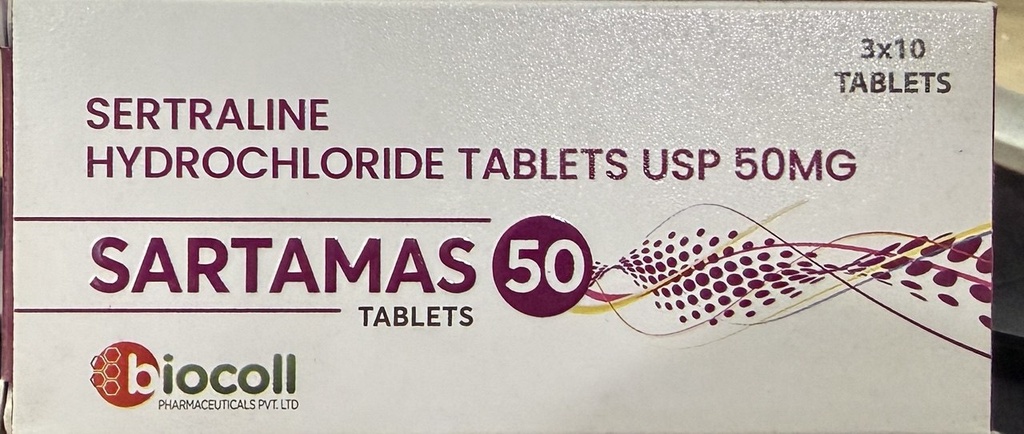 3x10
TABLETS
SERTRALINE
HYDROCHLORIDE TABLETS USP 50MG
SARTAMAS 50
TABLETS
biocoll
PHARMACEUTICALS PVT. LTD